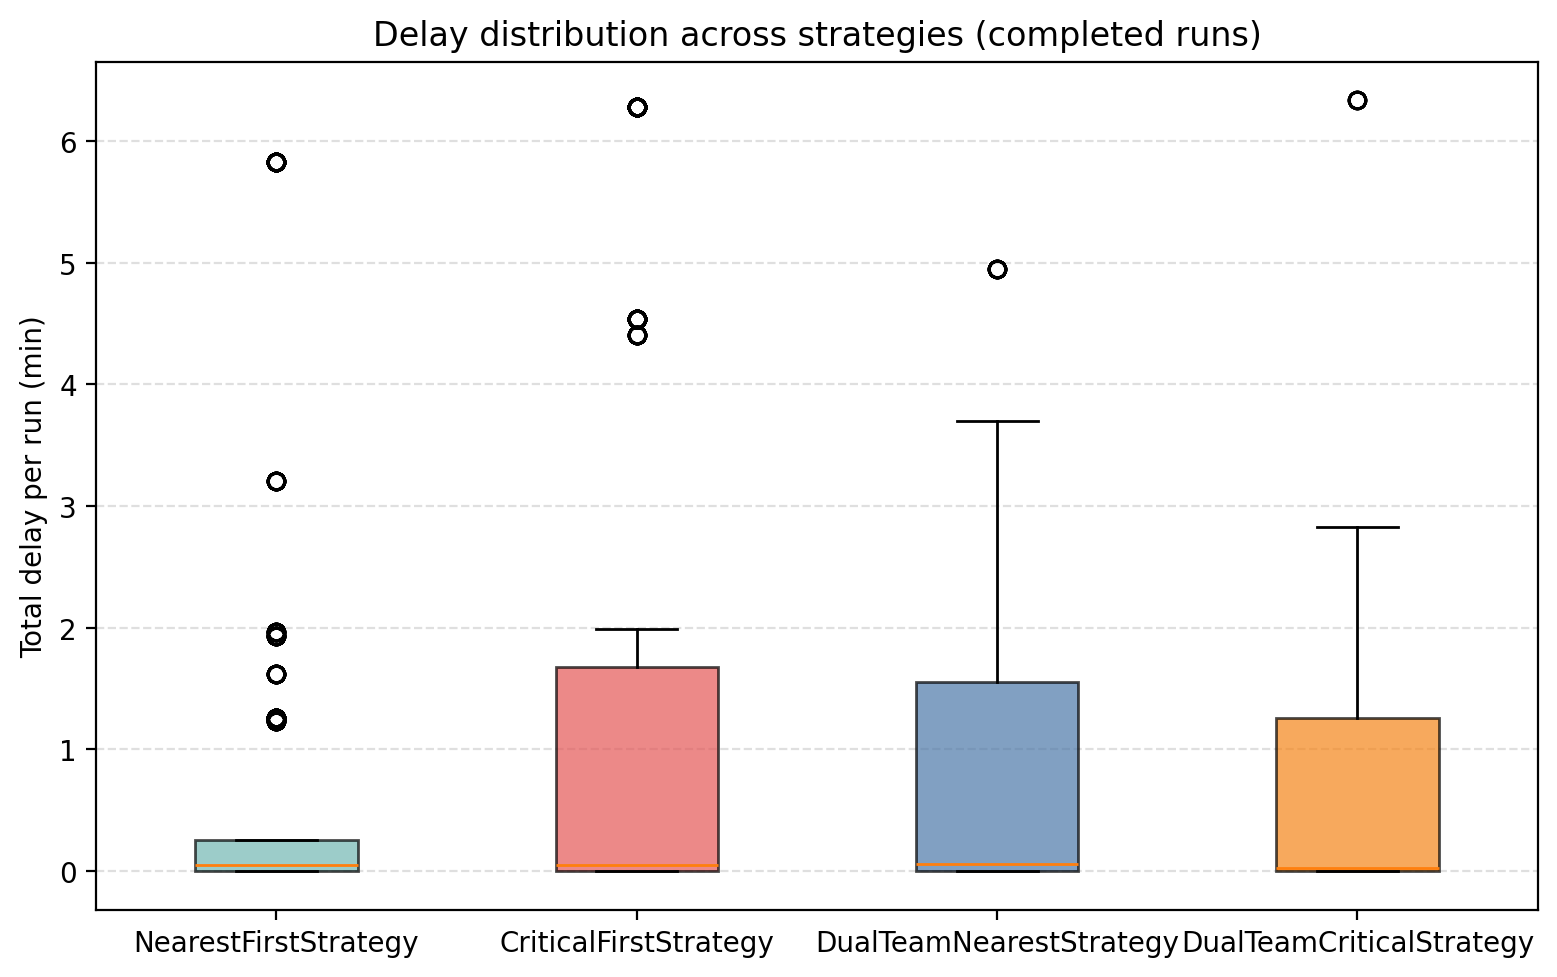 Delay distribution across strategies (completed runs)
Total delay per run (min)
6
5
4
3
2
1
0
NearestFirstStrategy CriticalFirstStrategy DualTeamNearestStrategy DualTeamCriticalStrategy